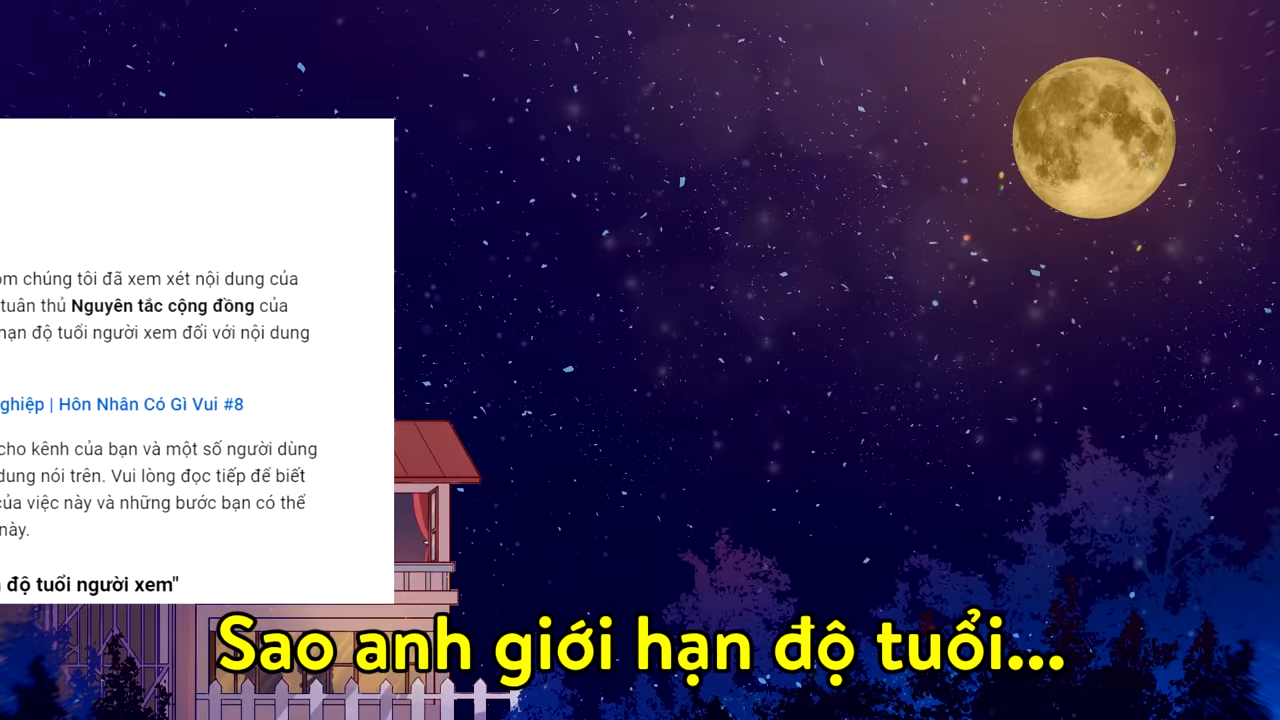 chúng tôi đã xem xét nội dung của
tuân thủ Nguyên tắc cộng đồng của
độ tuổi người xem đối với nội dung
| Hôn Nhân Có Gì Vui #8
cho kênh của bạn và một số người dùng
dung nói trên. Vui lòng đọc tiếp để biết
của việc này và những bước bạn có thể
này.
độ tuổi người xem"
Sao anh giới hạn độ tuổi...